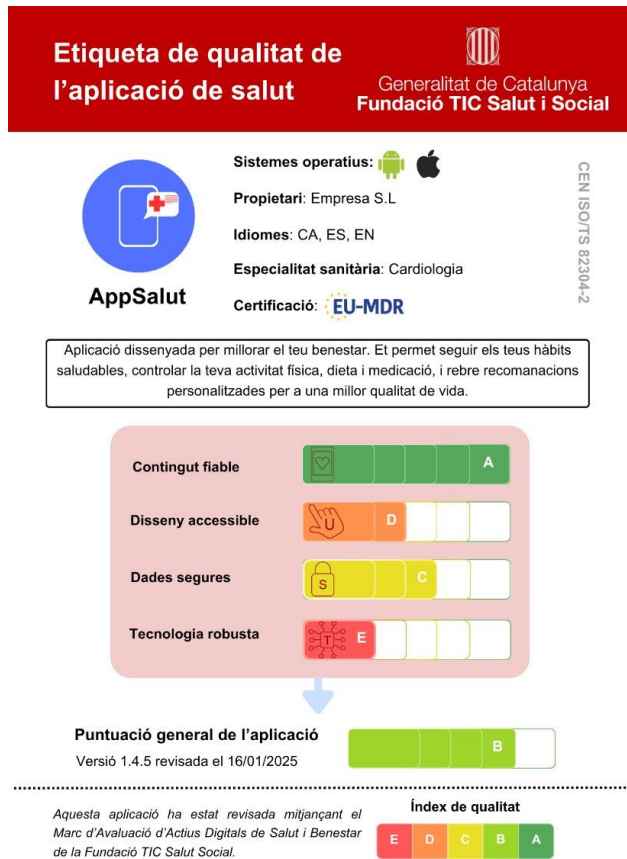 Etiqueta de qualitat de
l’aplicació de salut
Generalitat de Catalunya
Fundació TIC Salut i Social
Sistemes operatius:
Propietari: Empresa S.L
Idiomes: CA, ES, EN
Especialitat sanitària: Cardiologia
Certificació: EU-MDR
AppSalut
CEN ISO/TS 82304-2
Aplicació dissenyada per millorar el teu benestar. Et permet seguir els teus hàbits
saludables, controlar la teva activitat física, dieta i medicació, i rebre recomanacions
personalitzades per a una millor qualitat de vida.
Contingut fiable A
Disseny accessible U D
Dades segures S C
Tecnologia robusta T E
Puntuació general de l’aplicació
Versió 1.4.5 revisada el 16/01/2025
B
Aquesta aplicació ha estat revisada mitjançant el
Marc d’Avaluació d’Actius Digitals de Salut i Benestar
de la Fundació TIC Salut Social.
Índex de qualitat
E D C B A